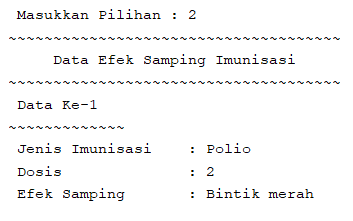 Masukkan Pilihan : 2
~~~~~~~~~~~~~~~~~~~~~~~~~~~~~~~~~~~~~
Data Efek Samping Imunisasi
~~~~~~~~~~~~~~~~~~~~~~~~~~~~~~~~~~~~~
Data Ke-1
~~~~~~~~~~~~~
Jenis Imunisasi    : Polio
Dosis              : 2
Efek Samping       : Bintik merah